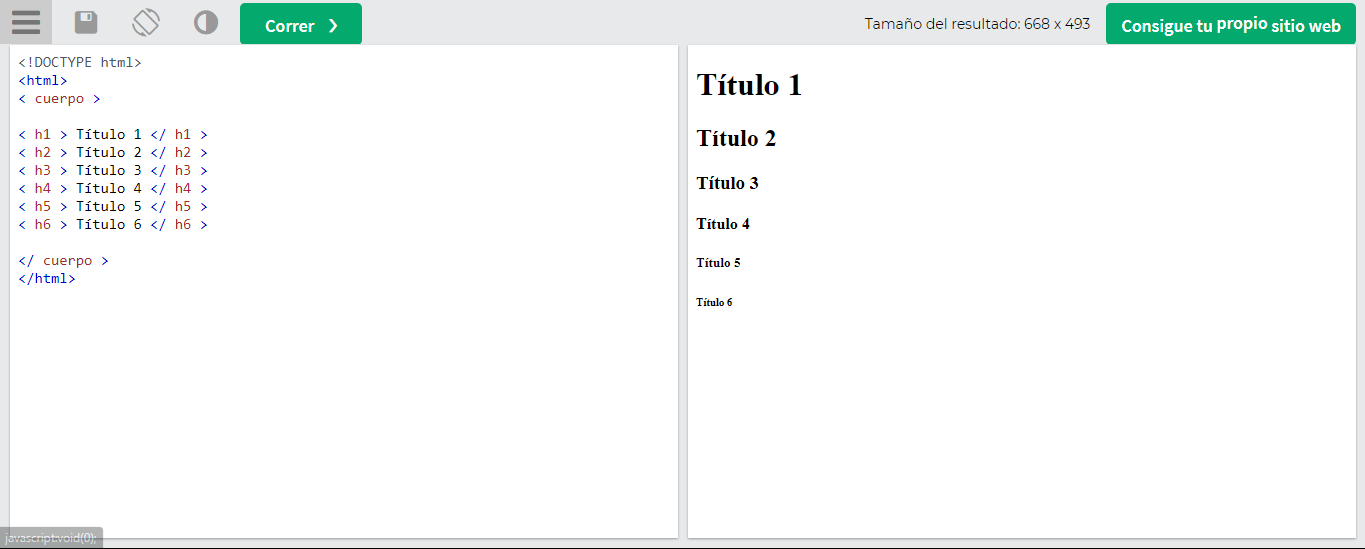 Correr ❯
Tamaño del resultado: 668 x 493
Consigue tu propio sitio web
<!DOCTYPE html>
<html>
< cuerpo >
< h1 > Título 1 </ h1 >
< h2 > Título 2 </ h2 >
< h3 > Título 3 </ h3 >
< h4 > Título 4 </ h4 >
< h5 > Título 5 </ h5 >
< h6 > Título 6 </ h6 >
</ cuerpo >
</html>
Título 1
Título 2
Título 3
Título 4
Título 5
Título 6
javascript:void(0);